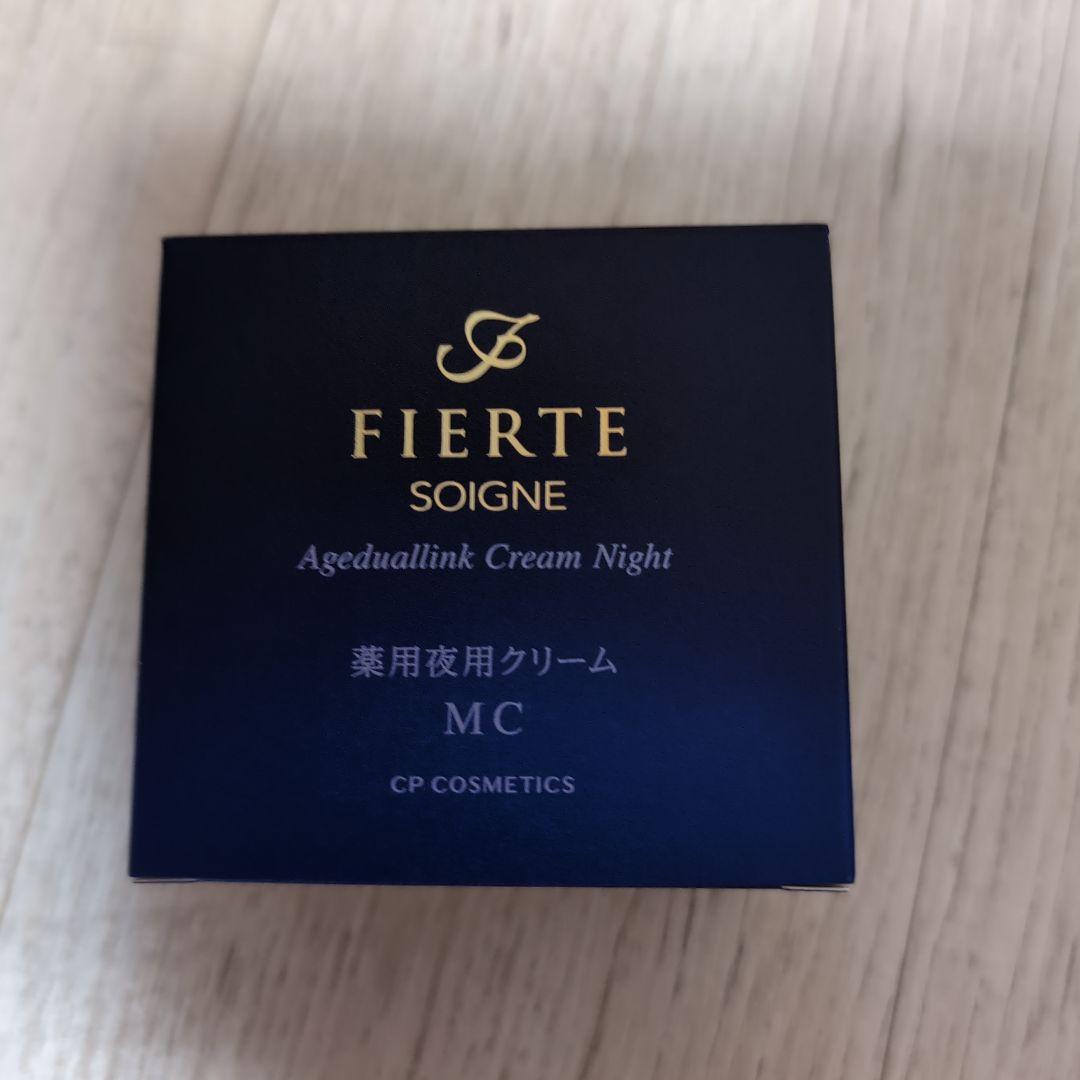 FIERTE
SOIGNE
Ageduallink Cream Night
薬用夜用クリーム
MC
CP COSMETICS